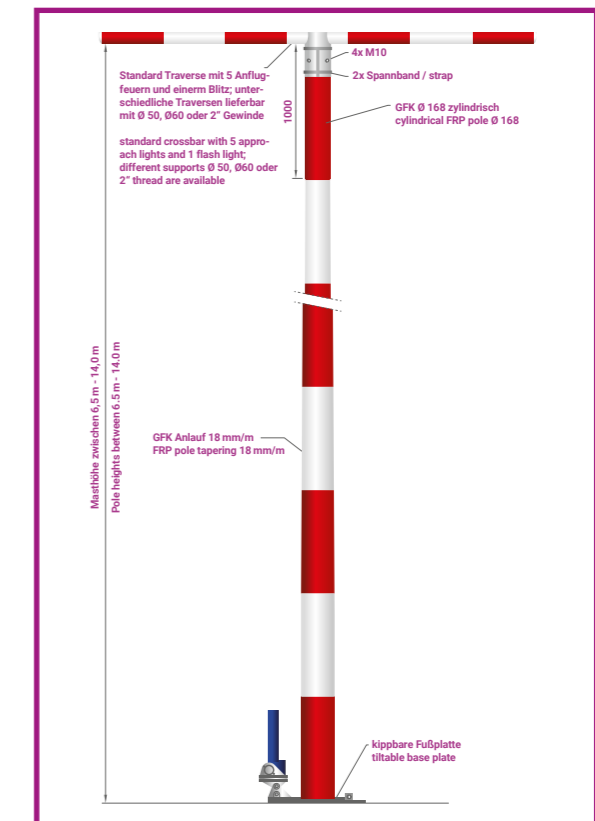 Standard Traverse mit 5 Anflug-
feuern und einerm Blitz; unter-
schiedliche Traversen lieferbar
mit Ø 50, Ø60 oder 2” Gewinde
standard crossbar with 5 appro-
ach lights and 1 flash light;
different supports Ø 50, Ø60 oder
2” thread are available
4x M10
2x Spannband / strap
1000
GFK Ø 168 zylindrisch
cylindrical FRP pole Ø 168
Masthöhe zwischen 6,5 m - 14,0 m
Pole heights between 6.5 m - 14.0 m
GFK Anlauf 18 mm/m
FRP pole tapering 18 mm/m
kippbare Fußplatte
tiltable base plate